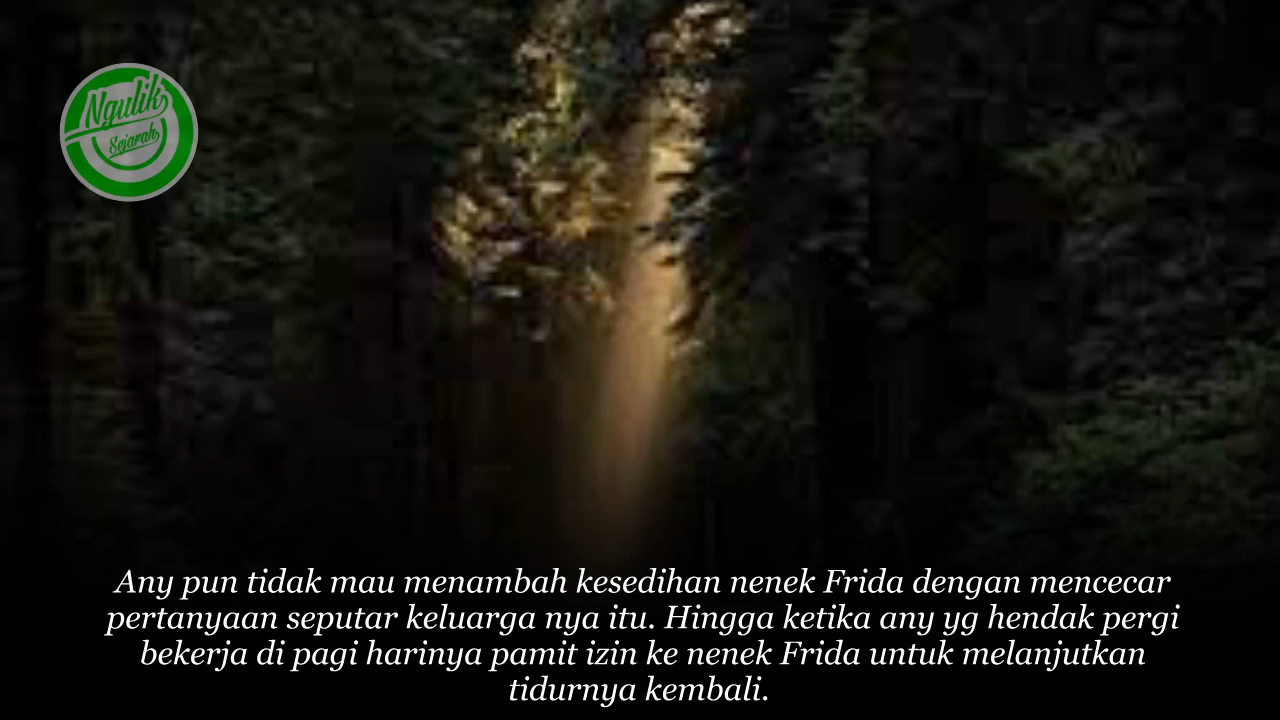 Ngulik
Sejarah
Any pun tidak mau menambah kesedihan nenek Frida dengan mencecar
pertanyaan seputar keluarga nya itu. Hingga ketika any yg hendak pergi
bekerja di pagi harinya pamit izin ke nenek Frida untuk melanjutkan
tidurnya kembali.